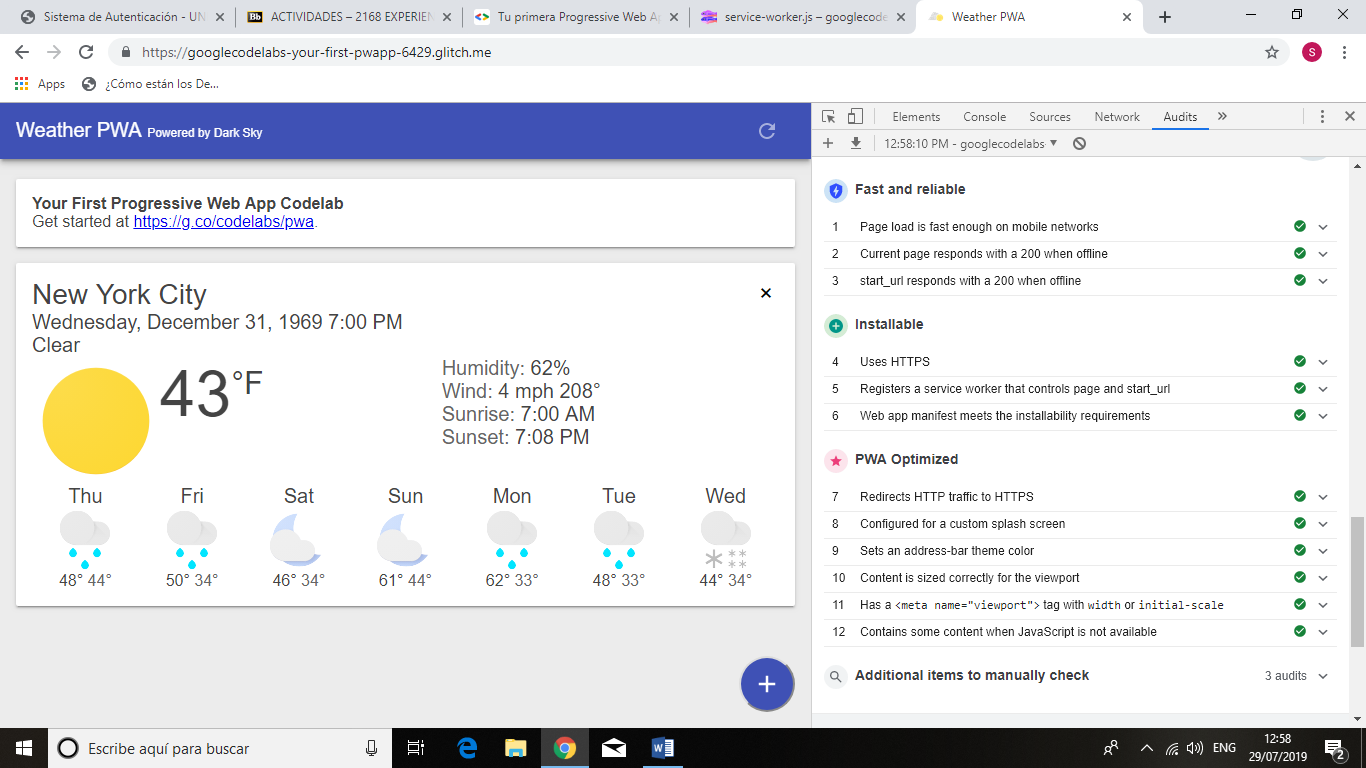 Sistema de Autenticación - UN
ACTIVIDADES – 2168 EXPERIEN
Tu primera Progressive Web Ap
service-worker.js – googlecode
Weather PWA
https://googlecodelabs-your-first-pwapp-6429.glitch.me
S
Apps
¿Cómo están los De...
Weather PWA Powered by Dark Sky
Your First Progressive Web App Codelab
Get started at https://g.co/codelabs/pwa.
New York City
Wednesday, December 31, 1969 7:00 PM
Clear
43 °F
Humidity: 62%
Wind: 4 mph 208°
Sunrise: 7:00 AM
Sunset: 7:08 PM
Thu Fri Sat Sun Mon Tue Wed
48° 44° 50° 34° 46° 34° 61° 44° 62° 33° 48° 33° 44° 34°
Elements Console Sources Network Audits
12:58:10 PM - googlecodelabs
Fast and reliable
1 Page load is fast enough on mobile networks
2 Current page responds with a 200 when offline
3 start_url responds with a 200 when offline
Installable
4 Uses HTTPS
5 Registers a service worker that controls page and start_url
6 Web app manifest meets the installability requirements
PWA Optimized
7 Redirects HTTP traffic to HTTPS
8 Configured for a custom splash screen
9 Sets an address-bar theme color
10 Content is sized correctly for the viewport
11 Has a <meta name="viewport"> tag with width or initial-scale
12 Contains some content when JavaScript is not available
Additional items to manually check 3 audits
Escribe aquí para buscar
ENG
12:58
29/07/2019
2